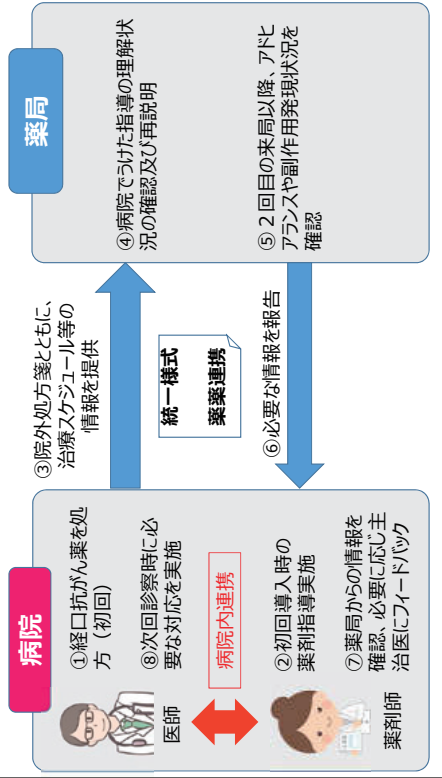 病院
①経口抗がん薬を処
方（初回）
⑧次回診察時に必
要な対応を実施
医師
病院内連携
②初回導入時の
薬剤指導実施
⑦薬局からの情報を
確認、必要に応じ主
治医にフィードバック
薬剤師
③院外処方箋とともに、
治療スケジュール等の
情報を提供
統一様式
薬薬連携
⑥必要な情報を報告
薬局
④病院でうけた指導の理解状
況の確認及び再説明
⑤２回目の来局以降、アドヒ
アランスや副作用発現状況を
確認